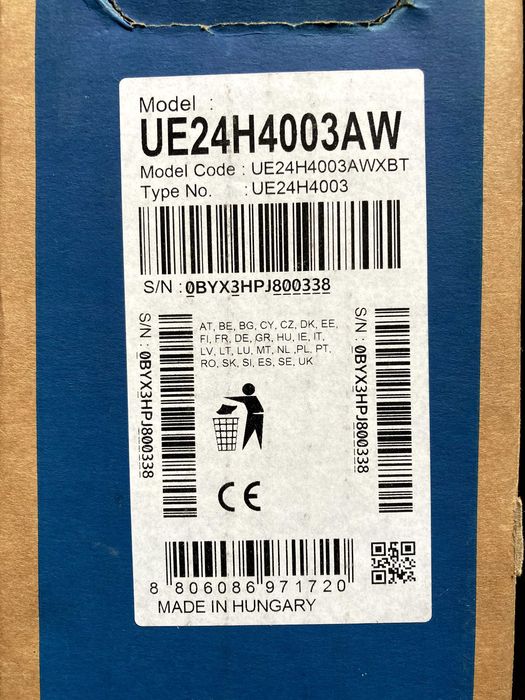 Model :
UE24H4003AW
Model Code : UE24H4003AWXBT
Type No. : UE24H4003
S/N : 0BYX3HPJ800338
S/N : 0BYX3HPJ800338
AT, BE, BG, CY, CZ, DK, EE,
FI, FR, DE, GR, HU, IE, IT,
LV, LT, LU, MT, NL ,PL, PT,
RO, SK, SI, ES, SE, UK
S/N : 0BYX3HPJ800338
CE
8 806086 971720
MADE IN HUNGARY